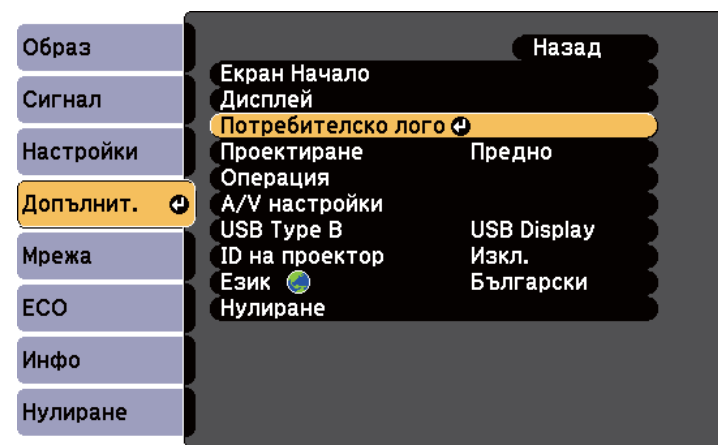 Образ
Сигнал
Настройки
Допълнит.
Мрежа
ECO
Инфо
Нулиране
Назад
Екран Начало
Дисплей
Потребителско лого
Проектиране Предно
Операция
A/V настройки
USB Type B USB Display
ID на проектор Изкл.
Език Български
Нулиране